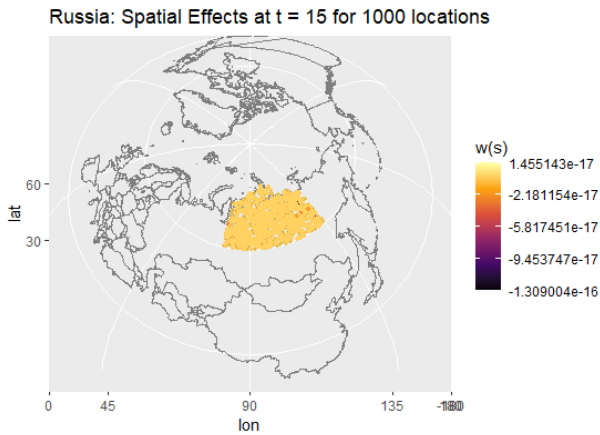 Russia: Spatial Effects at t = 15 for 1000 locations
w(s)
1.455143e-17
-2.181154e-17
-5.817451e-17
-9.453747e-17
-1.309004e-16
60
30
lat
0 45 90 135
lon